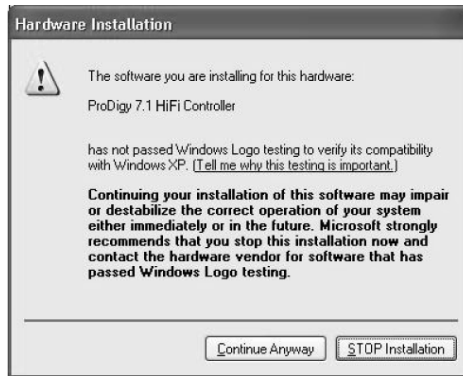 Hardware Installation
The software you are installing for this hardware:
ProDigy 7.1 HiFi Controller
has not passed Windows Logo testing to verify its compatibility
with Windows XP. (Tell me why this testing is important.)
Continuing your installation of this software may impair
or destabilize the correct operation of your system
either immediately or in the future. Microsoft strongly
recommends that you stop this installation now and
contact the hardware vendor for software that has
passed Windows Logo testing.
Continue Anyway
STOP Installation